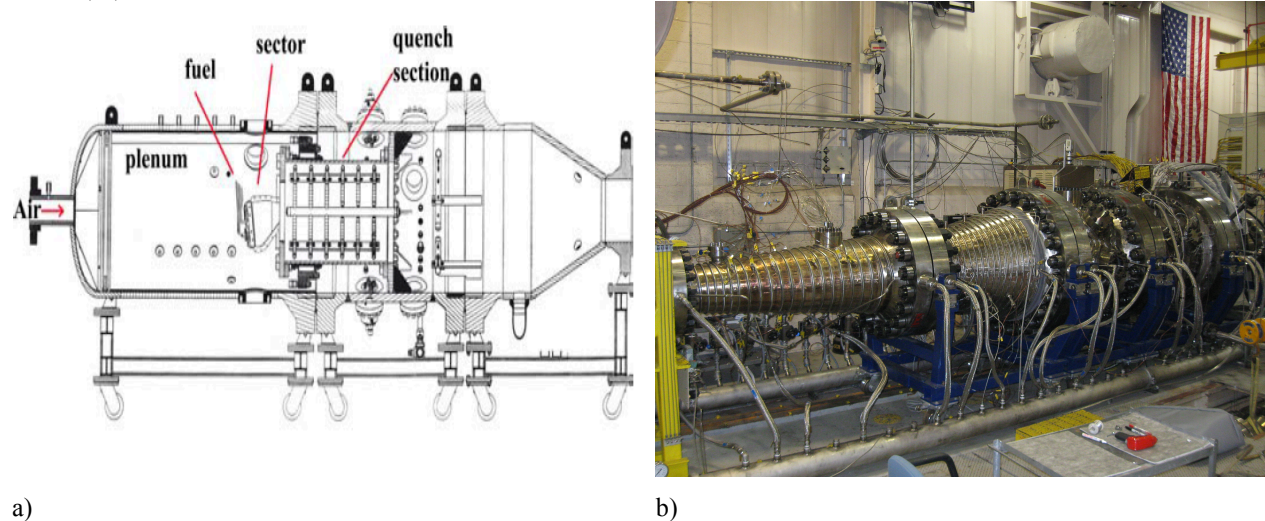 sector
quench
section
fuel
plenum
Air
a)
b)